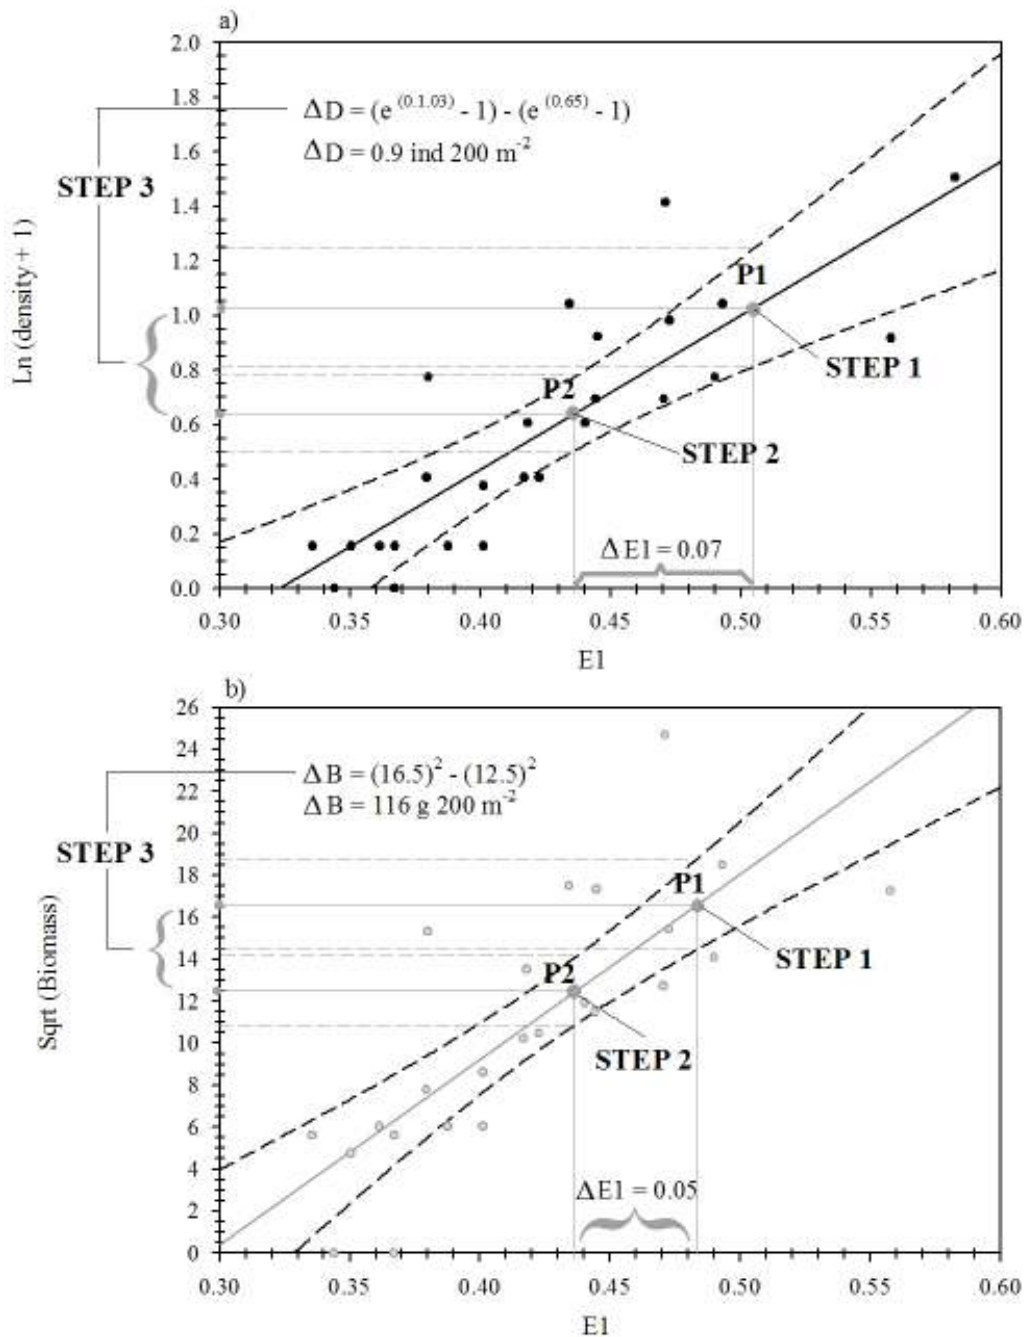 a)
2.0
1.8
1.6
1.4
1.2
1.0
0.8
0.6
0.4
0.2
0.0
Ln (density + 1)
ΔD = (e^(0.1.03) - 1) - (e^(0.65) - 1)
ΔD = 0.9 ind 200 m^-2
STEP 3
P1
STEP 1
P2
STEP 2
ΔE1 = 0.07
0.30 0.35 0.40 0.45 0.50 0.55 0.60
E1
b)
26
24
22
20
18
16
14
12
10
8
6
4
2
0
Sqrt (Biomass)
ΔB = (16.5)^2 - (12.5)^2
ΔB = 116 g 200 m^-2
STEP 3
P1
STEP 1
P2
STEP 2
ΔE1 = 0.05
0.30 0.35 0.40 0.45 0.50 0.55 0.60
E1